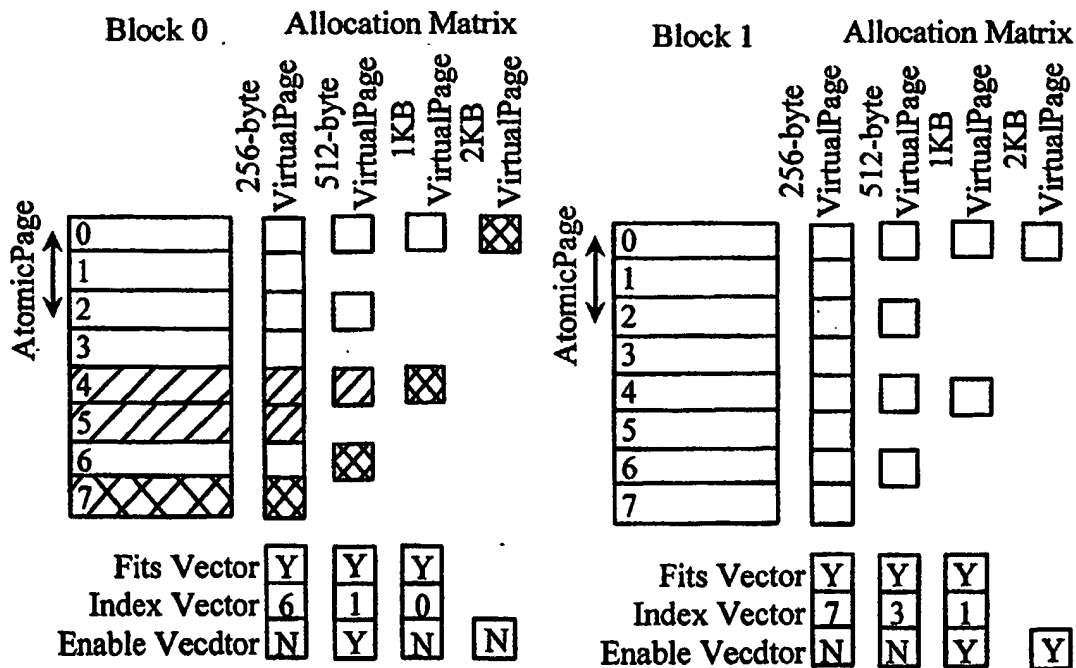 Block 0
Allocation Matrix
256-byte
VirtualPage
512-byte
VirtualPage
1KB
VirtualPage
2KB
VirtualPage
AtomicPage
0
1
2
3
4
5
6
7
Fits Vector Y Y Y
Index Vector 6 1 0
Enable Vecdtor N Y N N
Block 1
Allocation Matrix
256-byte
VirtualPage
512-byte
VirtualPage
1KB
VirtualPage
2KB
VirtualPage
AtomicPage
0
1
2
3
4
5
6
7
Fits Vector Y Y Y
Index Vector 7 3 1
Enable Vecdtor N N Y Y